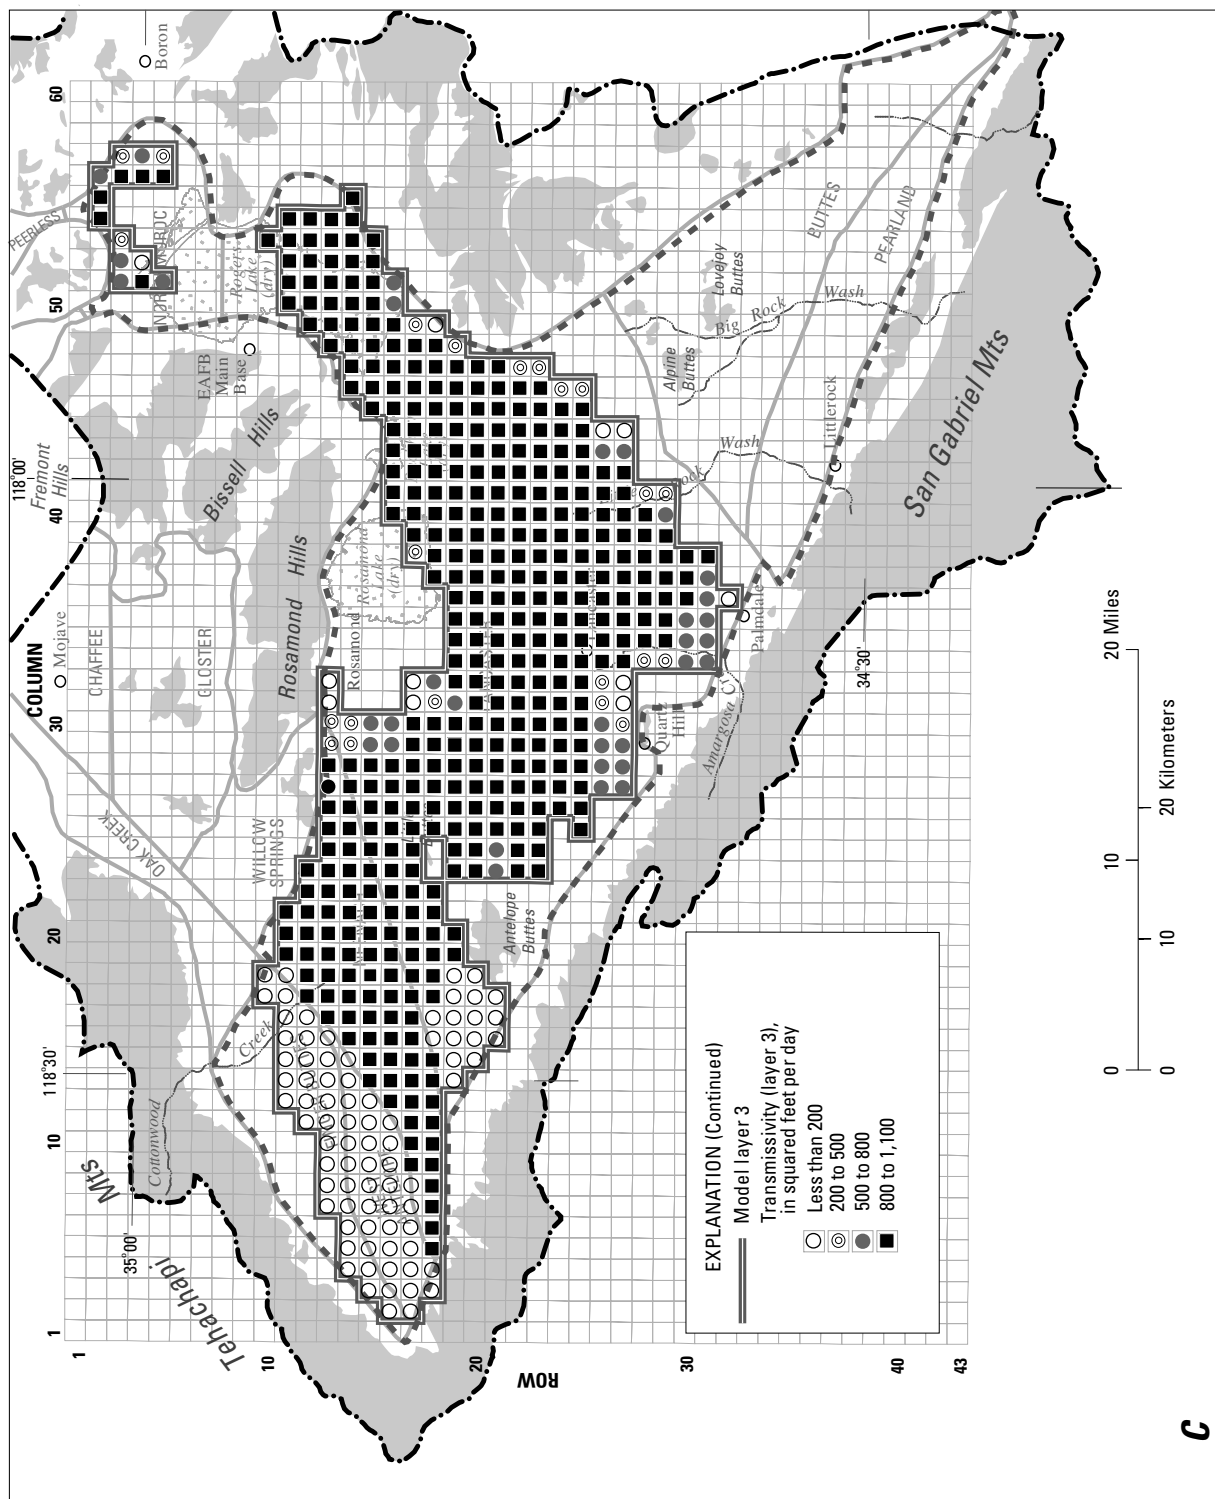 COLUMN
1
10
20
30
40
50
60
ROW
1
10
20
30
40
43
118°30'
118°00'
35°00'
34°30'
Tehachapi
Mts
Cottonwood
Creek
OAK CREEK
Mojave
CHAFFEE
GLOSTER
WILLOW
SPRINGS
Fremont
Hills
Bissell Hills
Rosamond Hills
Rosamond
Rosamond
Lake
(dry)
EAFB
Main
Base
Rogers
Lake
(dry)
PEERLESS
Boron
Antelope
Buttes
Quartz
Hill
Amargosa Cr
Palmdale
Littlerock
Wash
Alpine
Buttes
Big Rock Wash
Lovejoy
Buttes
BUTTES
PEARLAND
San Gabriel Mts
EXPLANATION (Continued)
Model layer 3
Transmissivity (layer 3),
in squared feet per day
Less than 200
200 to 500
500 to 800
800 to 1,100
0 10 20 Miles
0 10 20 Kilometers
C